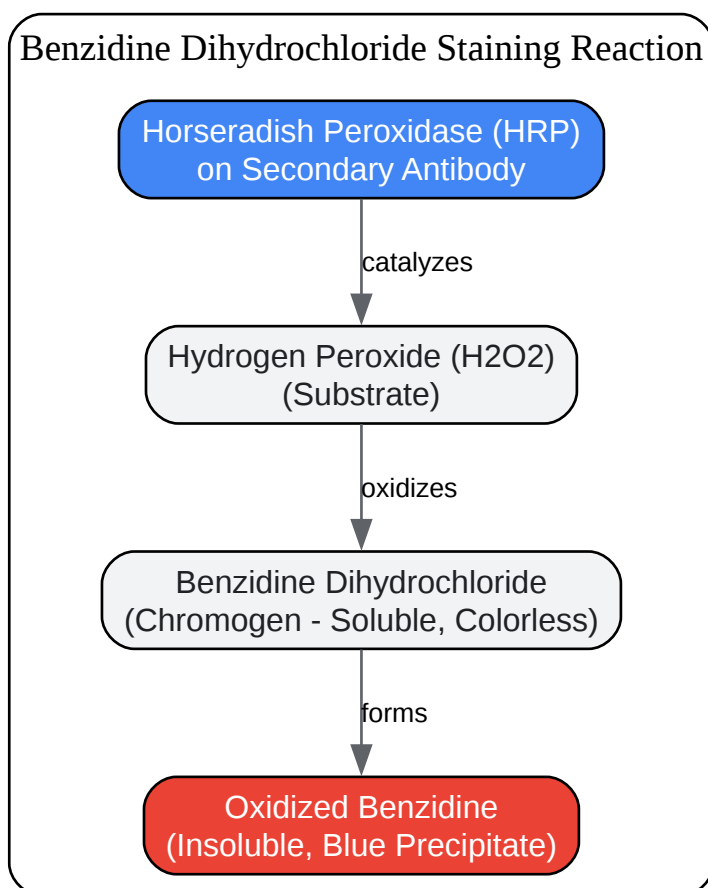 Benzidine Dihydrochloride Staining Reaction
Horseradish Peroxidase (HRP)
on Secondary Antibody
catalyzes
Hydrogen Peroxide (H2O2)
(Substrate)
oxidizes
Benzidine Dihydrochloride
(Chromogen - Soluble, Colorless)
forms
Oxidized Benzidine
(Insoluble, Blue Precipitate)